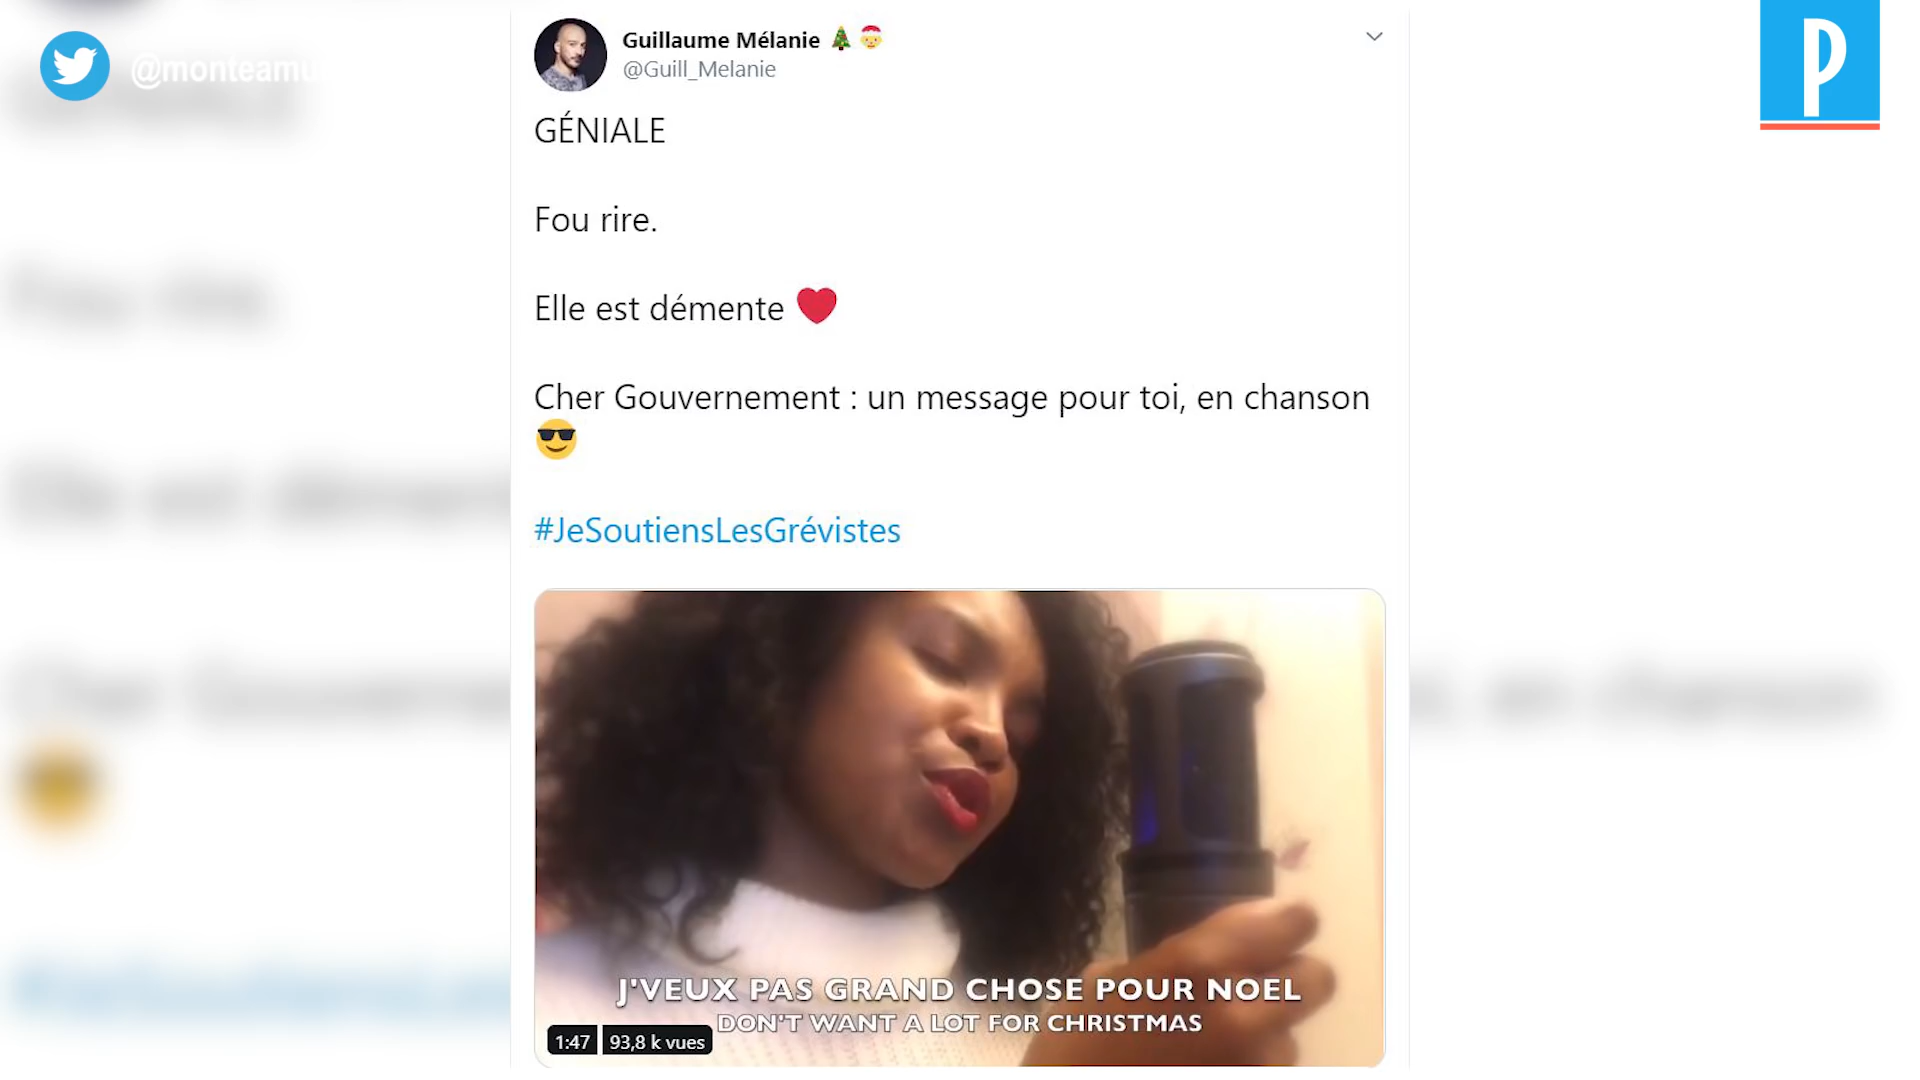 @monteamu
Guillaume Mélanie
@Guill_Melanie
P
GÉNIALE
Fou rire.
Elle est démente
Cher Gouvernement : un message pour toi, en chanson
#JeSoutiensLesGrévistes
J'VEUX PAS GRAND CHOSE POUR NOEL
DON'T WANT A LOT FOR CHRISTMAS
1:47 93,8 k vues